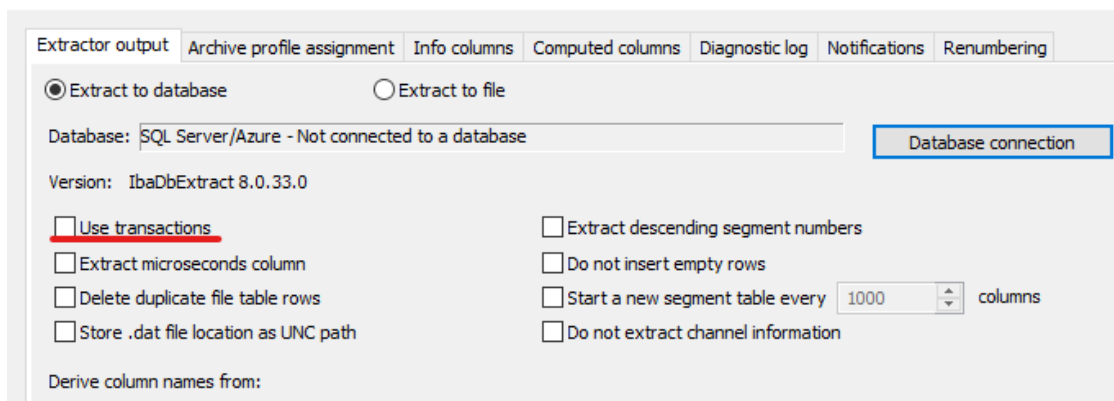 Extractor output Archive profile assignment Info columns Computed columns Diagnostic log Notifications Renumbering
Extract to database Extract to file
Database: SQL Server/Azure - Not connected to a database Database connection
Version: IbaDbExtract 8.0.33.0
Use transactions Extract descending segment numbers
Extract microseconds column Do not insert empty rows
Delete duplicate file table rows Start a new segment table every 1000 columns
Store .dat file location as UNC path Do not extract channel information
Derive column names from: